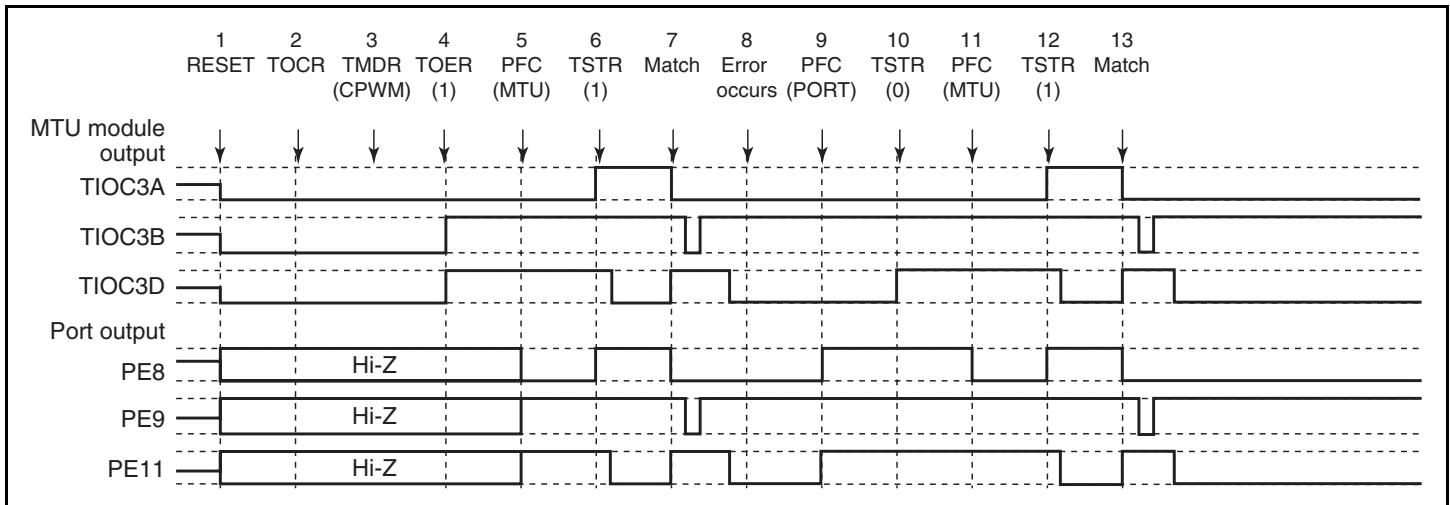 1 2 3 4 5 6 7 8 9 10 11 12 13
RESET TOCR TMDR TOER PFC TSTR Match Error PFC TSTR PFC TSTR Match
(CPWM) (1) (MTU) (1) occurs (PORT) (0) (MTU) (1)
MTU module
output
TIOC3A
TIOC3B
TIOC3D
Port output
PE8 Hi-Z
PE9 Hi-Z
PE11 Hi-Z